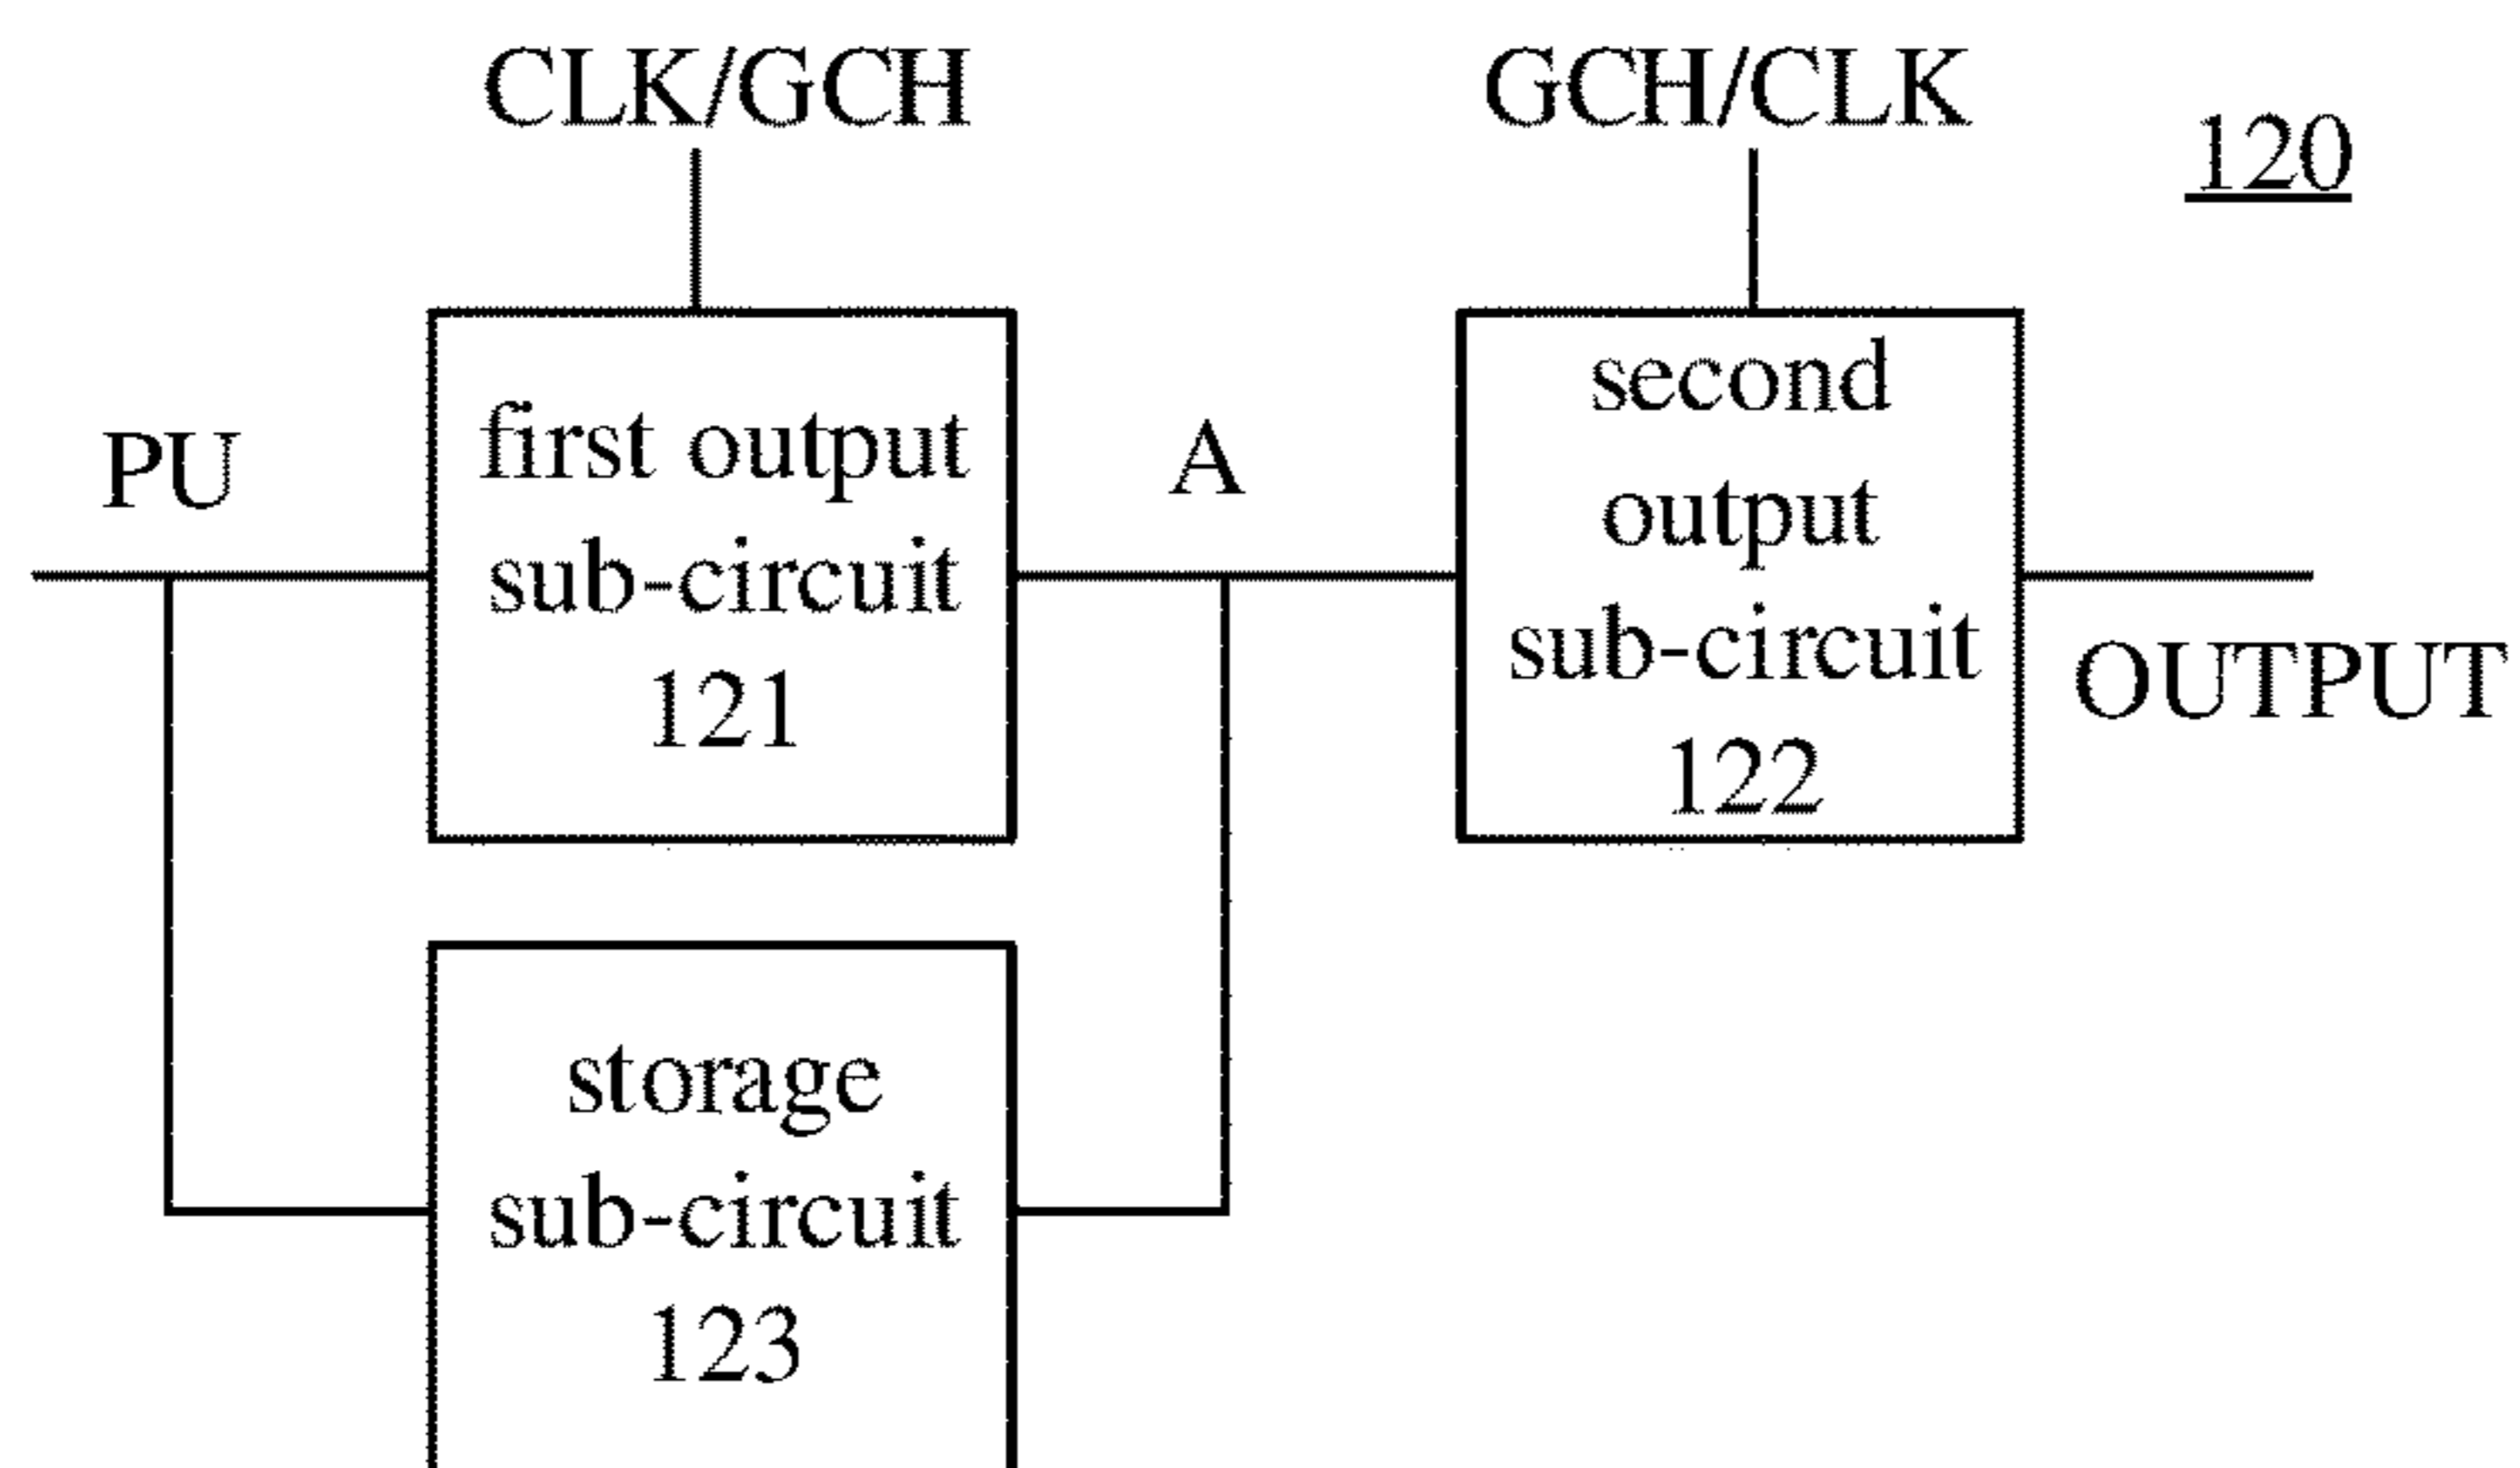 CLK/GCH
GCH/CLK
120
PU
first output
sub-circuit
121
A
second
output
sub-circuit
122
OUTPUT
storage
sub-circuit
123